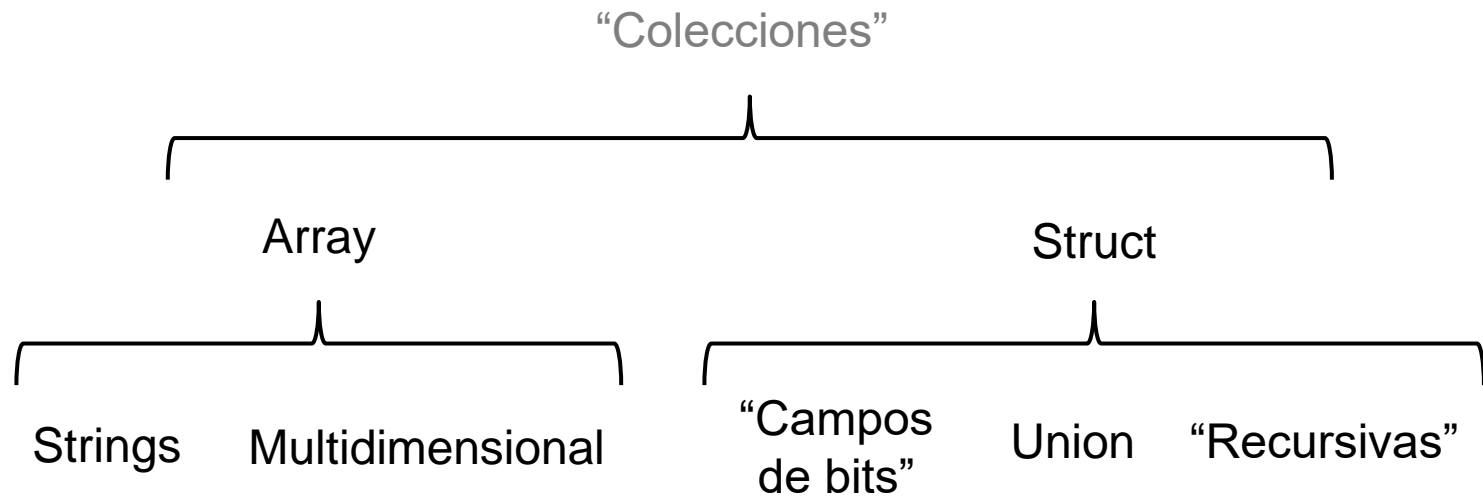 “Colecciones”
Array
Struct
Strings
Multidimensional
“Campos
de bits”
Union
“Recursivas”